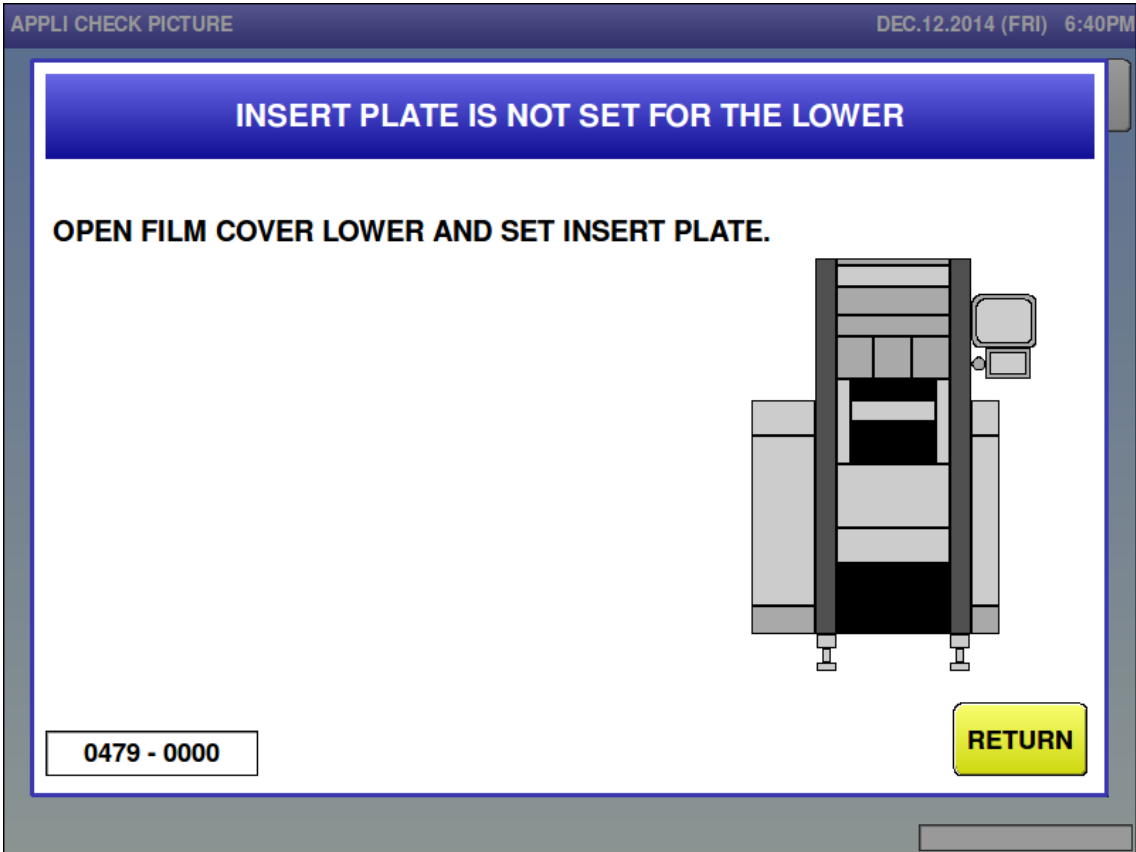 APPLI CHECK PICTURE
DEC.12.2014 (FRI) 6:40PM
INSERT PLATE IS NOT SET FOR THE LOWER
OPEN FILM COVER LOWER AND SET INSERT PLATE.
0479 - 0000
RETURN